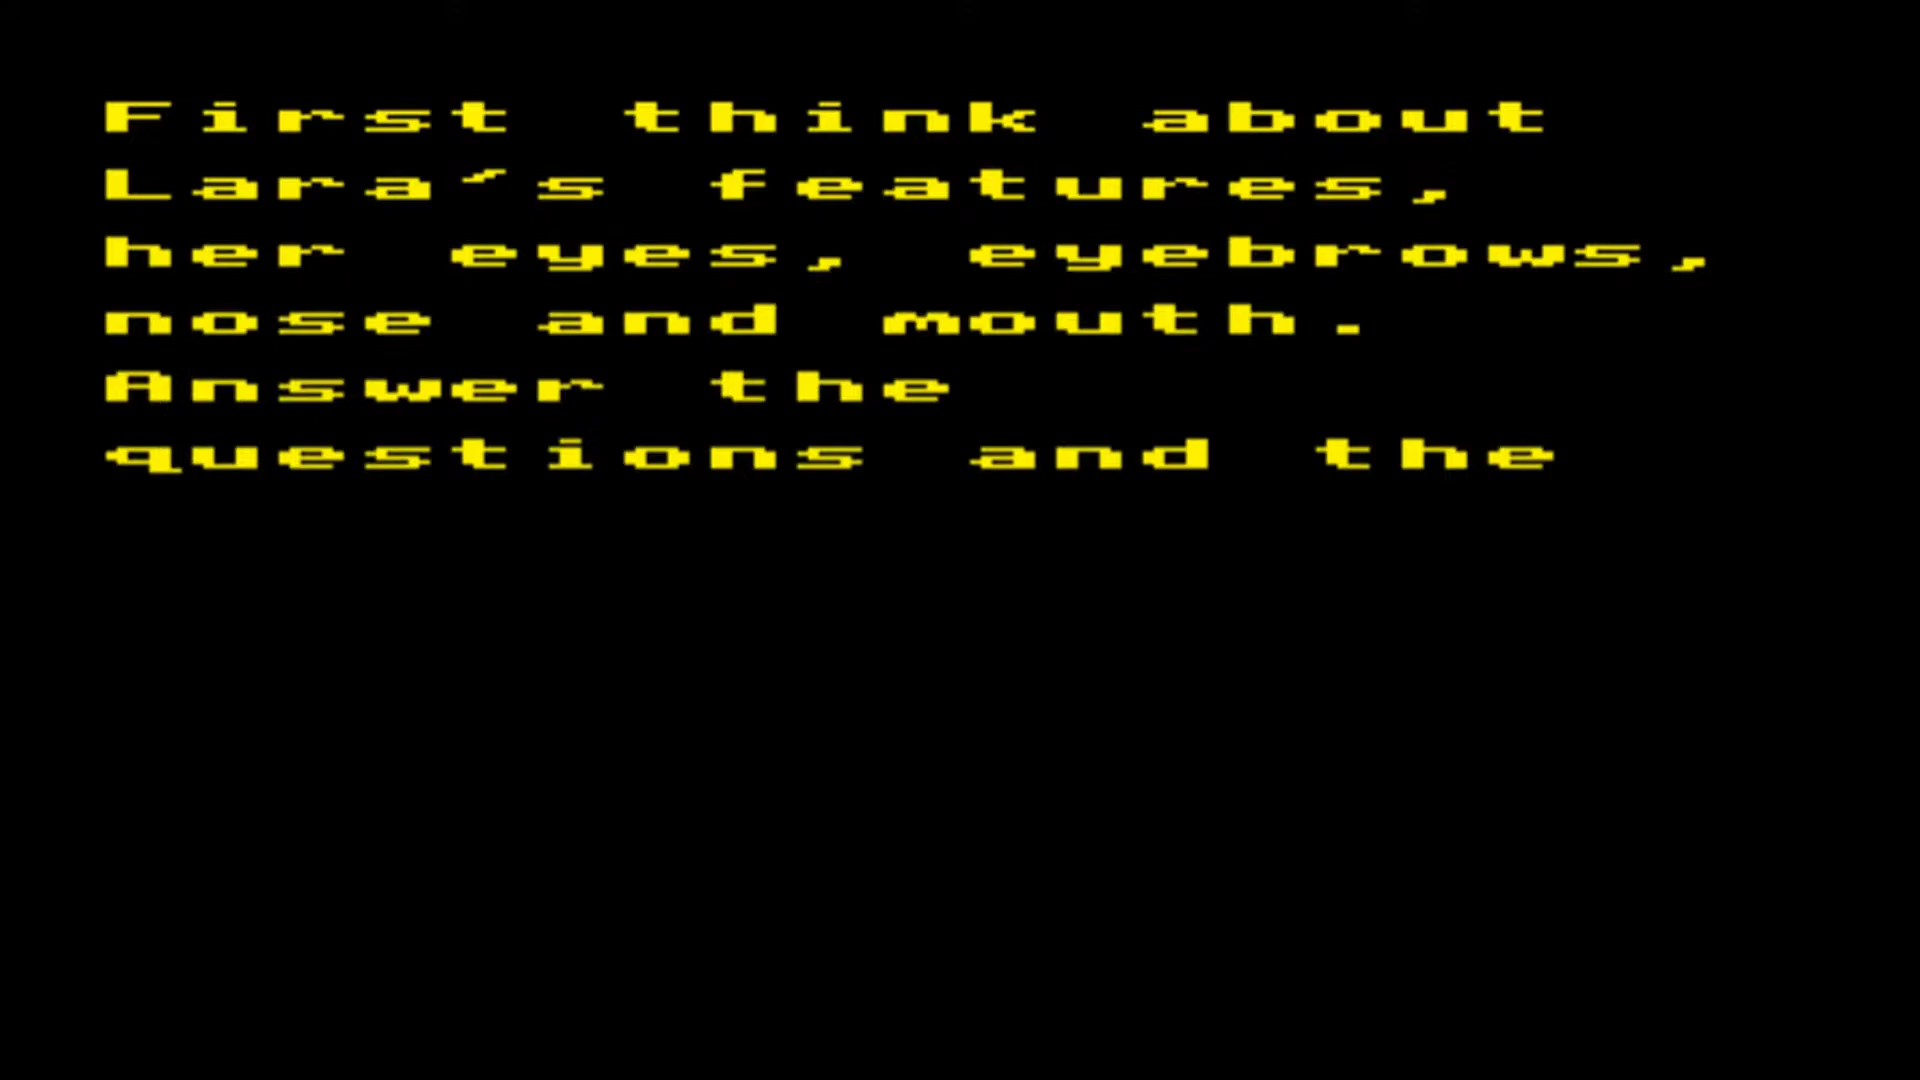 First think about
Lara's features,
her eyes, eyebrows,
nose and mouth.
Answer the
questions and the